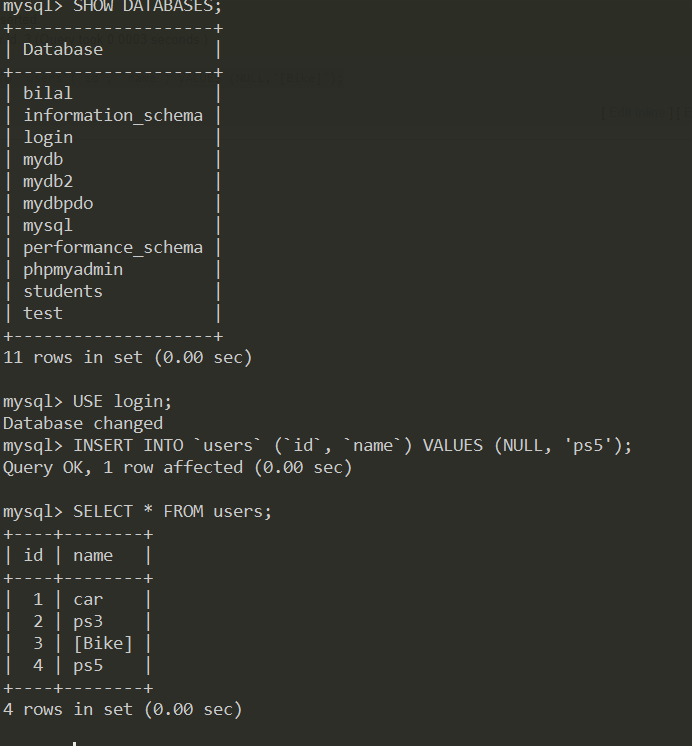 mysql> SHOW DATABASES;
+--------------------+
| Database           |
+--------------------+
| bilal              |
| information_schema |
| login              |
| mydb               |
| mydb2              |
| mydbpdo            |
| mysql              |
| performance_schema |
| phpmyadmin         |
| students           |
| test               |
+--------------------+
11 rows in set (0.00 sec)

mysql> USE login;
Database changed
mysql> INSERT INTO `users` (`id`, `name`) VALUES (NULL, 'ps5');
Query OK, 1 row affected (0.00 sec)

mysql> SELECT * FROM users;
+----+--------+
| id | name   |
+----+--------+
|  1 | car    |
|  2 | ps3    |
|  3 | [Bike] |
|  4 | ps5    |
+----+--------+
4 rows in set (0.00 sec)